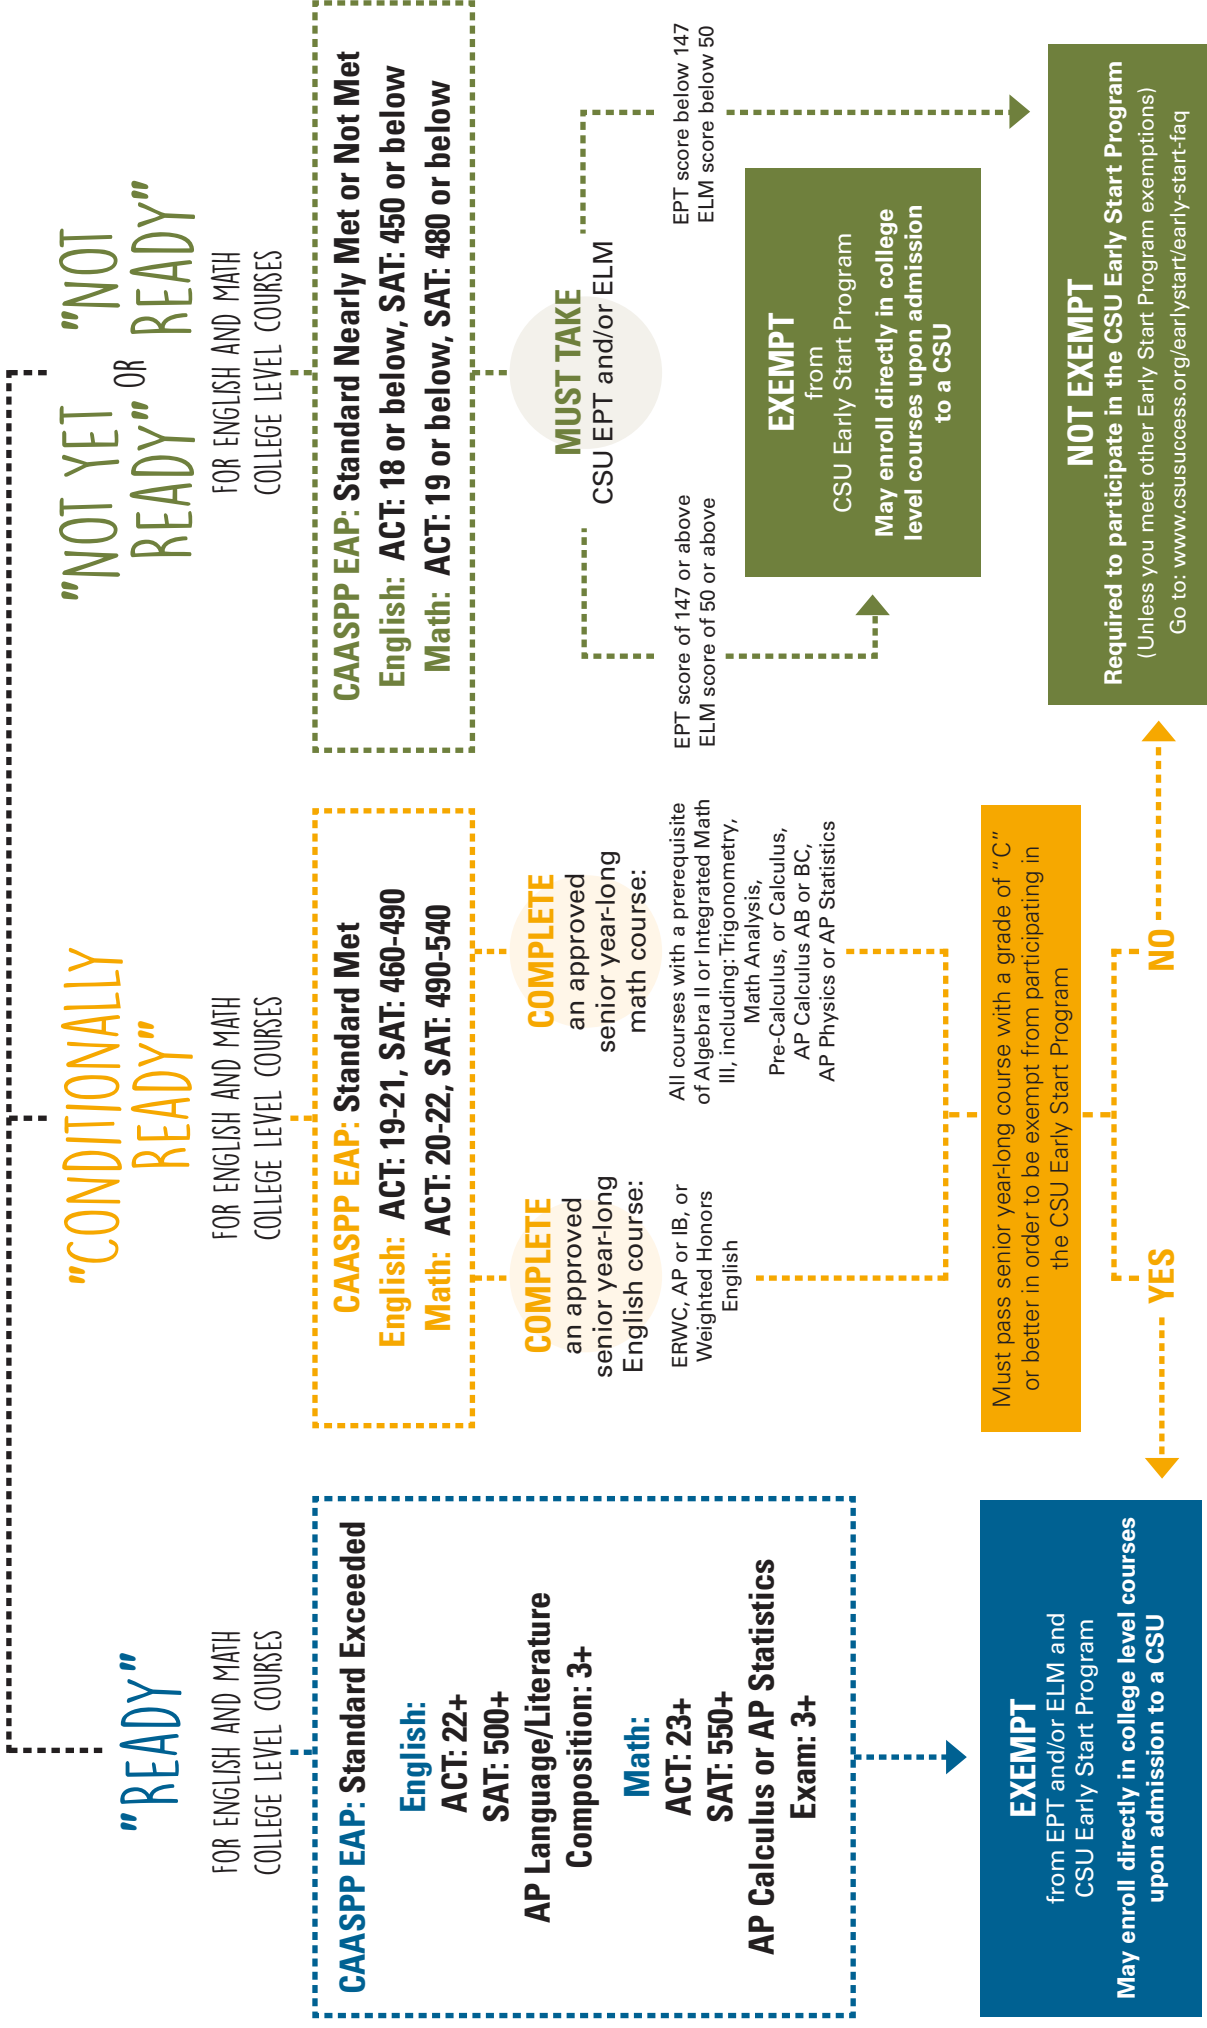 "READY"
FOR ENGLISH AND MATH
COLLEGE LEVEL COURSES
CAASPP EAP: Standard Exceeded
English:
ACT: 22+
SAT: 500+
AP Language/Literature
Composition: 3+
Math:
ACT: 23+
SAT: 550+
AP Calculus or AP Statistics
Exam: 3+
EXEMPT
from EPT and/or ELM and
CSU Early Start Program
May enroll directly in college level courses
upon admission to a CSU
"CONDITIONALLY
READY"
FOR ENGLISH AND MATH
COLLEGE LEVEL COURSES
CAASPP EAP: Standard Met
English: ACT: 19-21, SAT: 460-490
Math: ACT: 20-22, SAT: 490-540
COMPLETE
an approved
senior year-long
English course:
ERWC, AP or IB, or
Weighted Honors
English
COMPLETE
an approved
senior year-long
math course:
All courses with a prerequisite
of Algebra II or Integrated Math
III, including: Trigonometry,
Math Analysis,
Pre-Calculus, or Calculus,
AP Calculus AB or BC,
AP Physics or AP Statistics
Must pass senior year-long course with a grade of "C"
or better in order to be exempt from participating in
the CSU Early Start Program
YES
NO
"NOT YET
READY" OR
"NOT
READY"
FOR ENGLISH AND MATH
COLLEGE LEVEL COURSES
CAASPP EAP: Standard Nearly Met or Not Met
English: ACT: 18 or below, SAT: 450 or below
Math: ACT: 19 or below, SAT: 480 or below
MUST TAKE
CSU EPT and/or ELM
EPT score of 147 or above
ELM score of 50 or above
EPT score below 147
ELM score below 50
EXEMPT
from
CSU Early Start Program
May enroll directly in college
level courses upon admission
to a CSU
NOT EXEMPT
Required to participate in the CSU Early Start Program
(Unless you meet other Early Start Program exemptions)
Go to: www.csusuccess.org/earlystart/early-start-faq